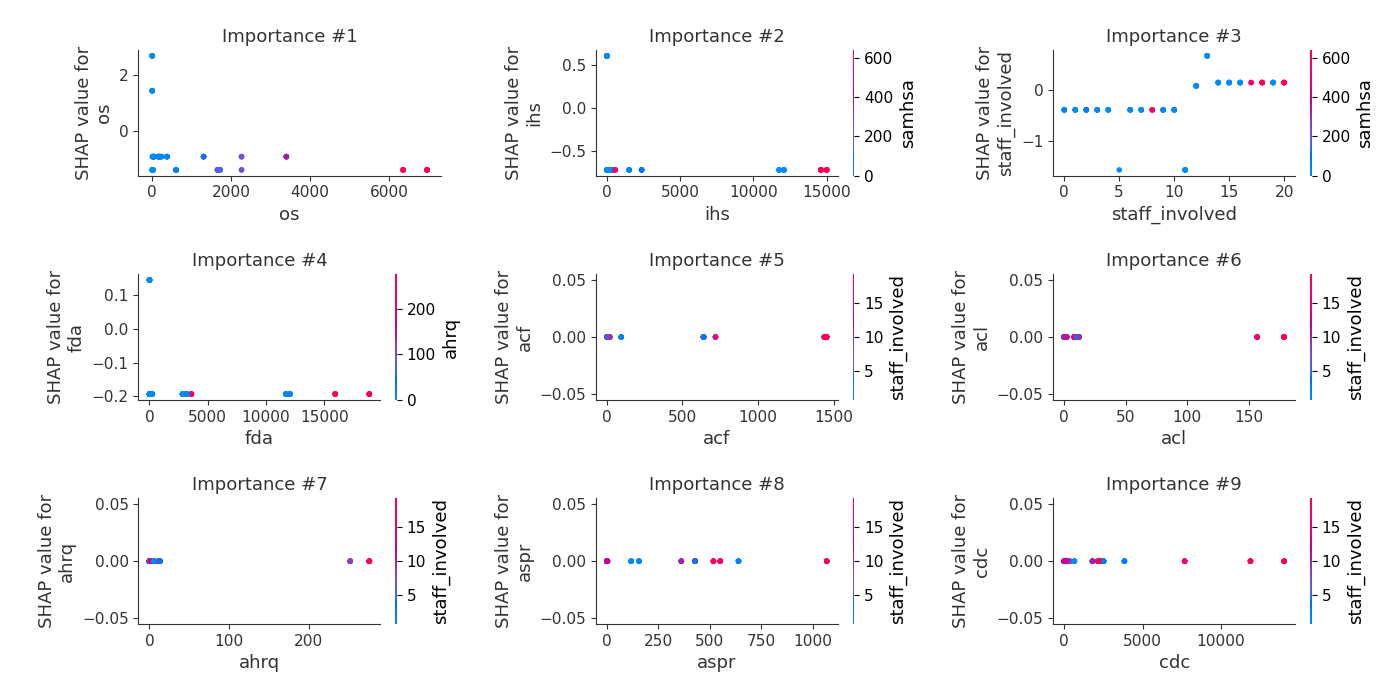 Importance #1
SHAP value for
os
2
0
0
2000
4000
6000
os
Importance #2
SHAP value for
ihs
0.5
0.0
−0.5
0
5000
10000
15000
ihs
600
400
200
0
samhsa
Importance #3
SHAP value for
staff_involved
0
−1
0
5
10
15
20
staff_involved
600
400
200
0
samhsa
Importance #4
SHAP value for
fda
0.1
0.0
−0.1
−0.2
0
5000
10000
15000
fda
200
100
0
ahrq
Importance #5
SHAP value for
acf
0.05
0.00
−0.05
0
500
1000
1500
acf
15
10
5
staff_involved
Importance #6
SHAP value for
acl
0.05
0.00
−0.05
0
50
100
150
acl
15
10
5
staff_involved
Importance #7
SHAP value for
ahrq
0.05
0.00
−0.05
0
100
200
ahrq
15
10
5
staff_involved
Importance #8
SHAP value for
aspr
0.05
0.00
−0.05
0
250
500
750
1000
aspr
15
10
5
staff_involved
Importance #9
SHAP value for
cdc
0.05
0.00
−0.05
0
5000
10000
cdc
15
10
5
staff_involved